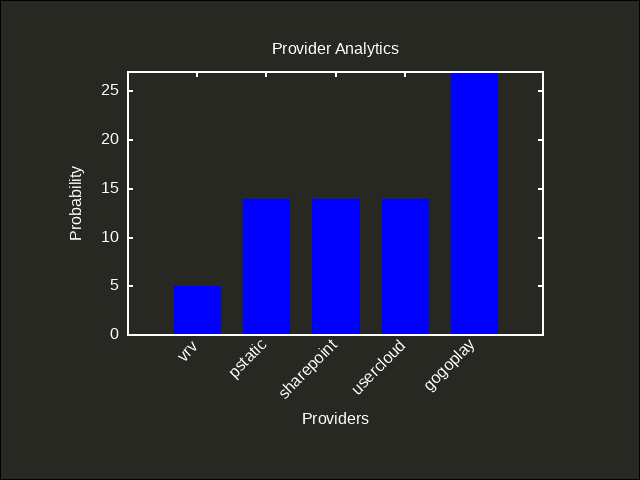 Provider Analytics
25
20
15
10
5
0
Probability
vrv
pstatic
sharepoint
usercloud
gogoplay
Providers